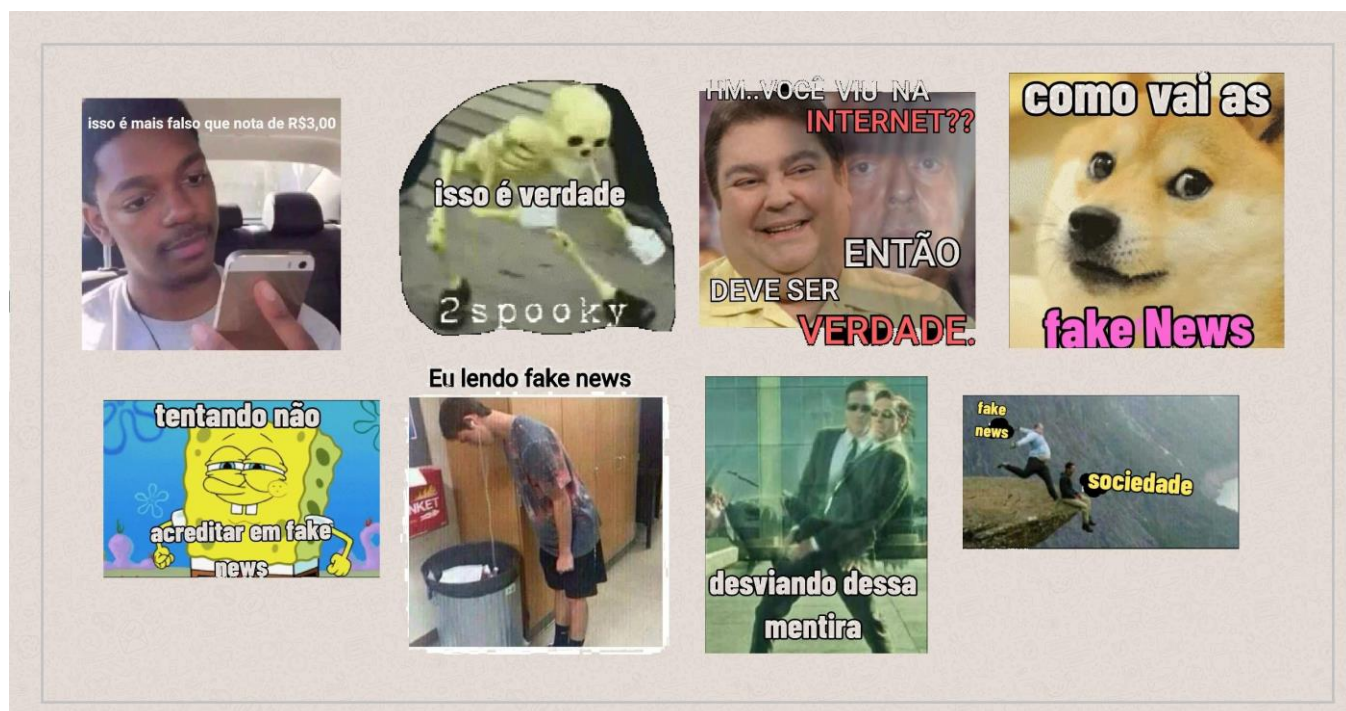 isso é mais falso que nota de R$3,00
isso é verdade
2spooky
HM..VOCÊ VIU NA
INTERNET??
ENTÃO
DEVE SER
VERDADE.
como vai as
fake News
tentando não
acreditar em fake
news
Eu lendo fake news
NKET
desviando dessa
mentira
fake
news
sociedade